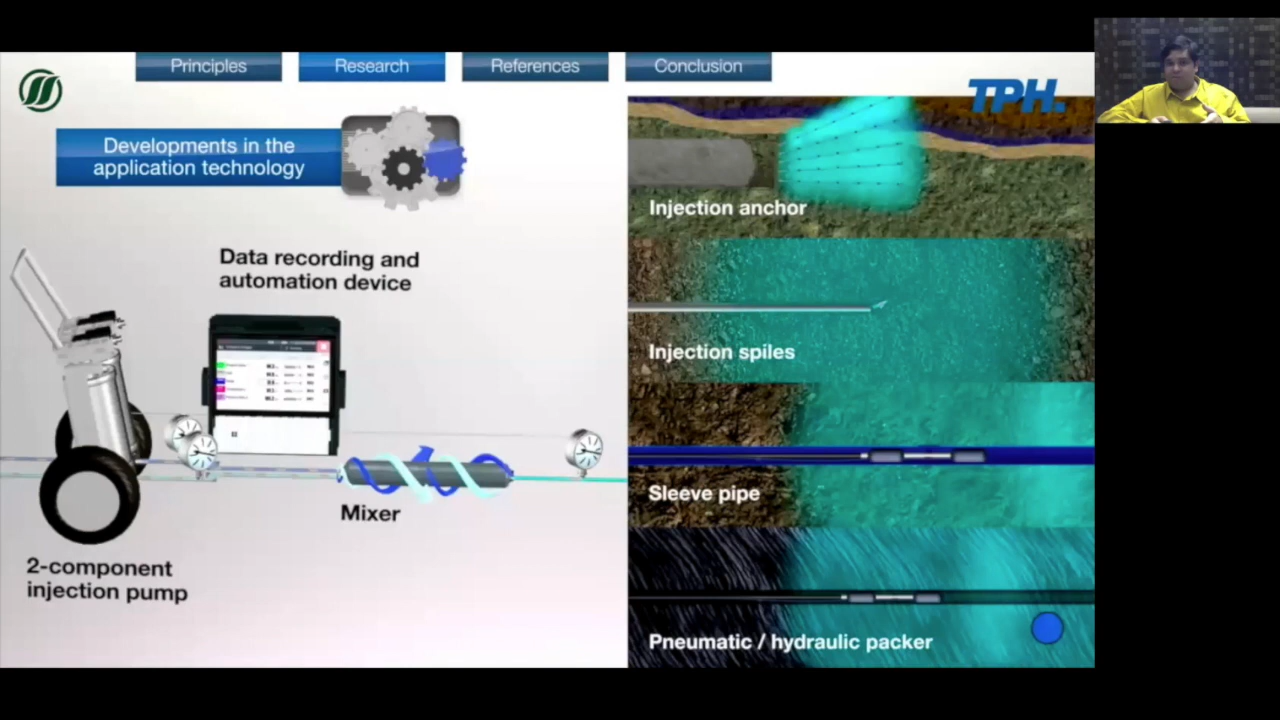 Principles
Research
References
Conclusion
TPH.
Developments in the
application technology
Data recording and
automation device
Mixer
2-component
injection pump
Injection anchor
Injection spiles
Sleeve pipe
Pneumatic / hydraulic packer